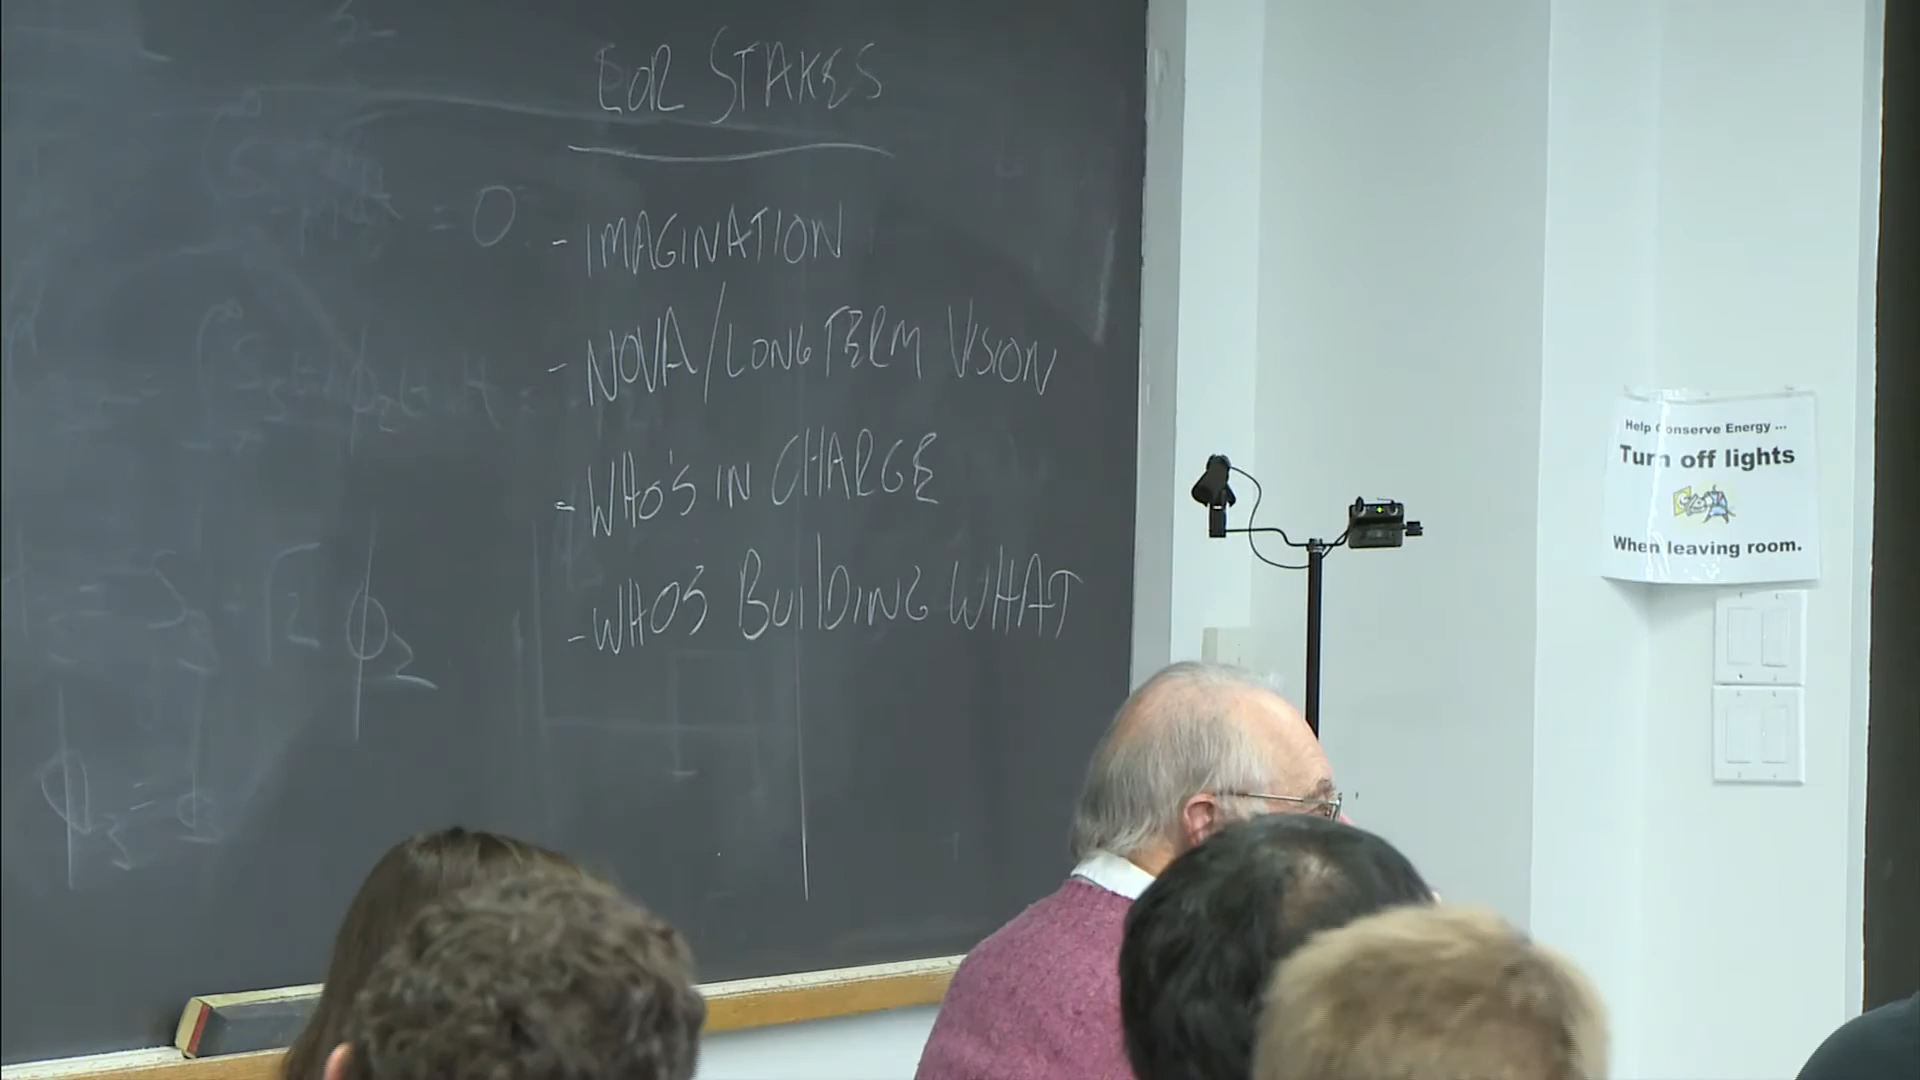 EOR STAKES
- IMAGINATION
- NOVA/LONG TERM VISION
- WHO'S IN CHARGE
- WHOS BUILDING WHAT
= 0
Help Conserve Energy ...
Turn off lights
When leaving room.